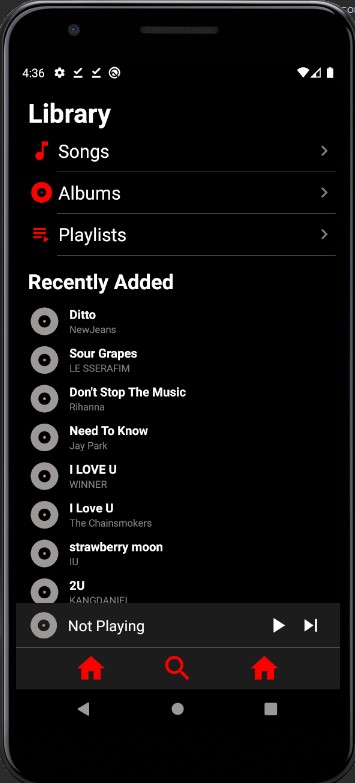 4:36
Library
Songs
Albums
Playlists
Recently Added
Ditto
NewJeans
Sour Grapes
LE SSERAFIM
Don't Stop The Music
Rihanna
Need To Know
Jay Park
I LOVE U
WINNER
I Love U
The Chainsmokers
strawberry moon
IU
2U
KANGDANIEL
Not Playing